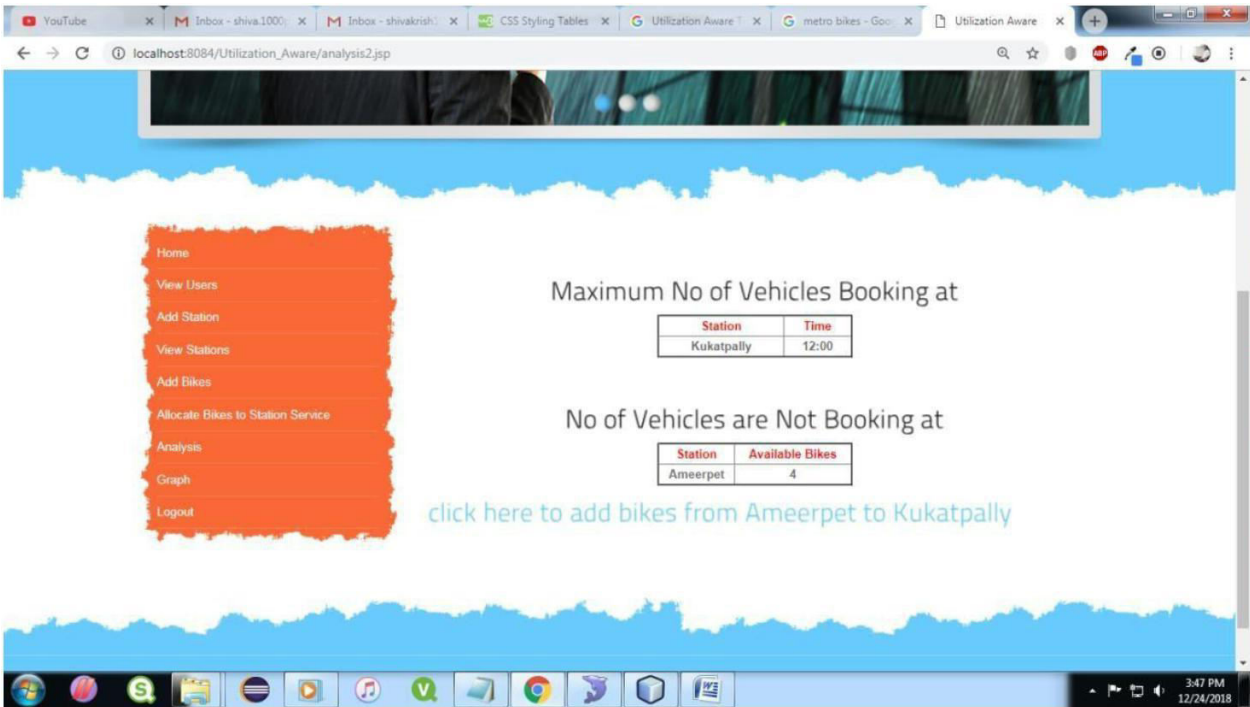 YouTube
Inbox - shiva.1000
Inbox - shivakrish
CSS Styling Tables
Utilization Aware T
metro bikes - Goo
Utilization Aware
localhost:8084/Utilization_Aware/analysis2.jsp
ABP
Home
View Users
Add Station
View Stations
Add Bikes
Allocate Bikes to Station Service
Analysis
Graph
Logout
Maximum No of Vehicles Booking at
Station Time
Kukatpally 12:00
No of Vehicles are Not Booking at
Station Available Bikes
Ameerpet 4
click here to add bikes from Ameerpet to Kukatpally
3:47 PM
12/24/2018